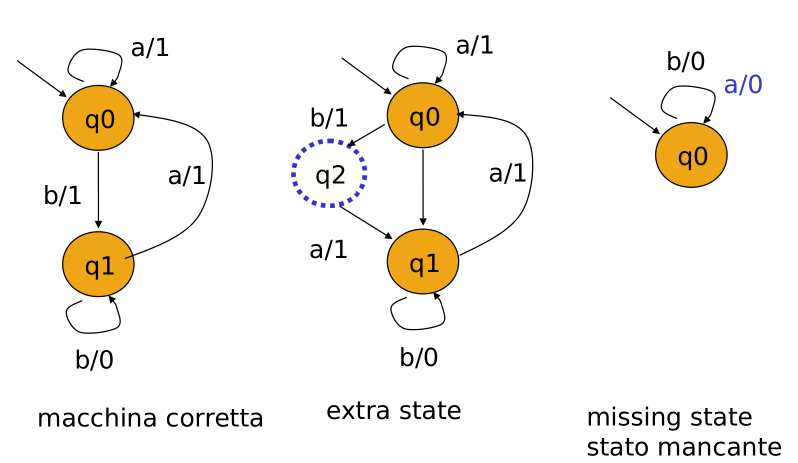 a/1
q0
b/1
a/1
q1
b/0
macchina corretta
a/1
q0
b/1
q2
a/1
a/1
q1
b/0
extra state
b/0
a/0
q0
missing state
stato mancante